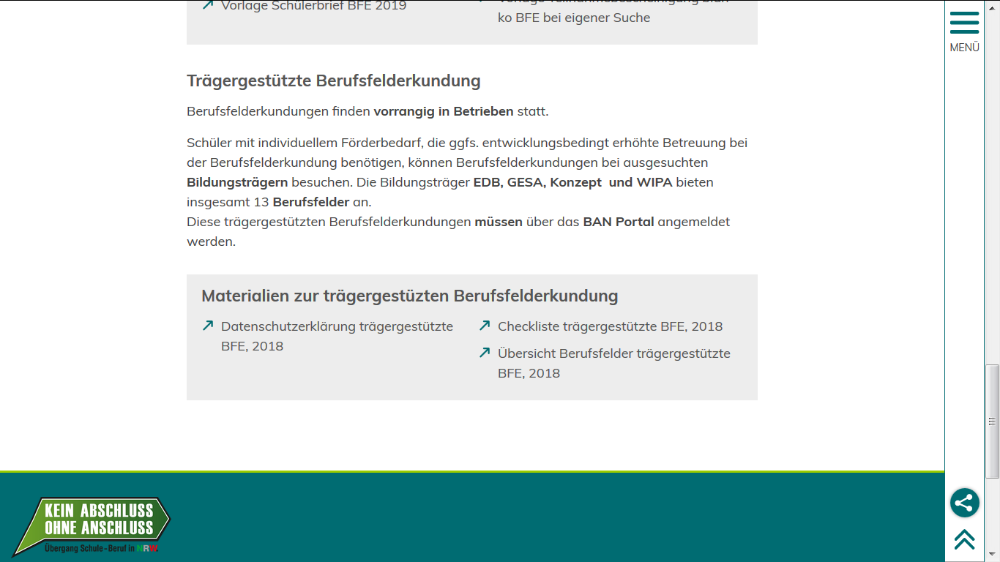 Vorlage Schülerbrief BFE 2019
Vorlage Teilnahmebescheinigung blan-
ko BFE bei eigener Suche
MENÜ
Trägergestützte Berufsfelderkundung
Berufsfelderkundungen finden vorrangig in Betrieben statt.
Schüler mit individuellem Förderbedarf, die ggfs. entwicklungsbedingt erhöhte Betreuung bei
der Berufsfelderkundung benötigen, können Berufsfelderkundungen bei ausgesuchten
Bildungsträgern besuchen. Die Bildungsträger EDB, GESA, Konzept  und WIPA bieten
insgesamt 13 Berufsfelder an.
Diese trägergestützten Berufsfelderkundungen müssen über das BAN Portal angemeldet
werden.
Materialien zur trägergestüzten Berufsfelderkundung
Datenschutzerklärung trägergestützte
BFE, 2018
Checkliste trägergestützte BFE, 2018
Übersicht Berufsfelder trägergestützte
BFE, 2018
KEIN ABSCHLUSS
OHNE ANSCHLUSS
Übergang Schule-Beruf in NRW.